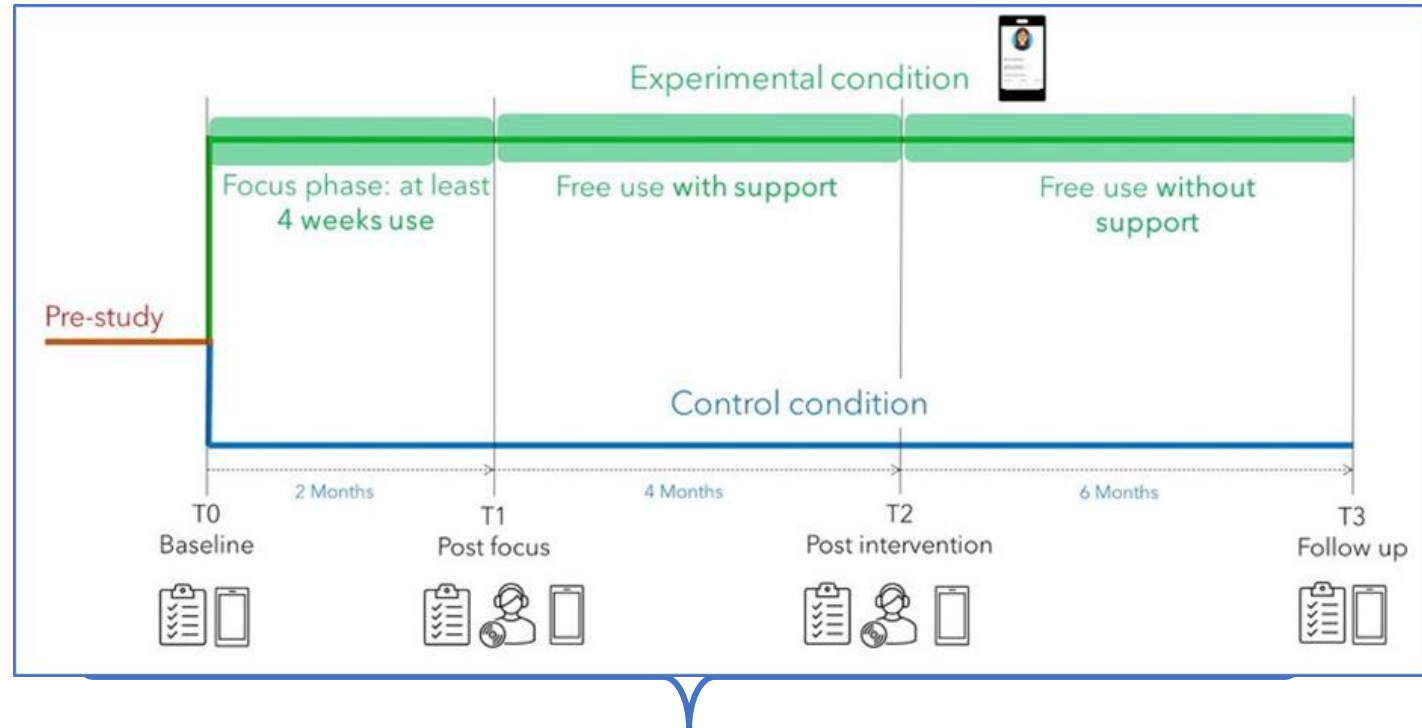 Experimental condition
Focus phase: at least
4 weeks use
Free use with support
Free use without
support
Pre-study
Control condition
2 Months
4 Months
6 Months
T0
Baseline
T1
Post focus
T2
Post intervention
T3
Follow up